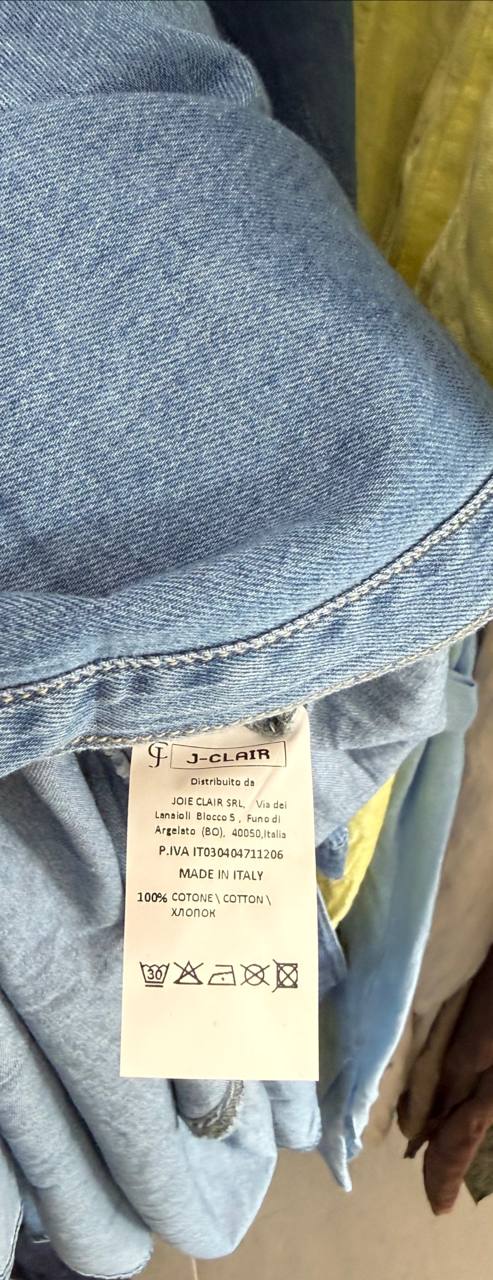 J-CLAIR
Distribuito da
JOIE CLAIR SRL, Via dei
Lanaioli Blocco 5 , Funo di
Argelato (BO), 40050,Italia
P.IVA IT030404711206
MADE IN ITALY
100% COTONE\ COTTON \
ХЛОПОК
30